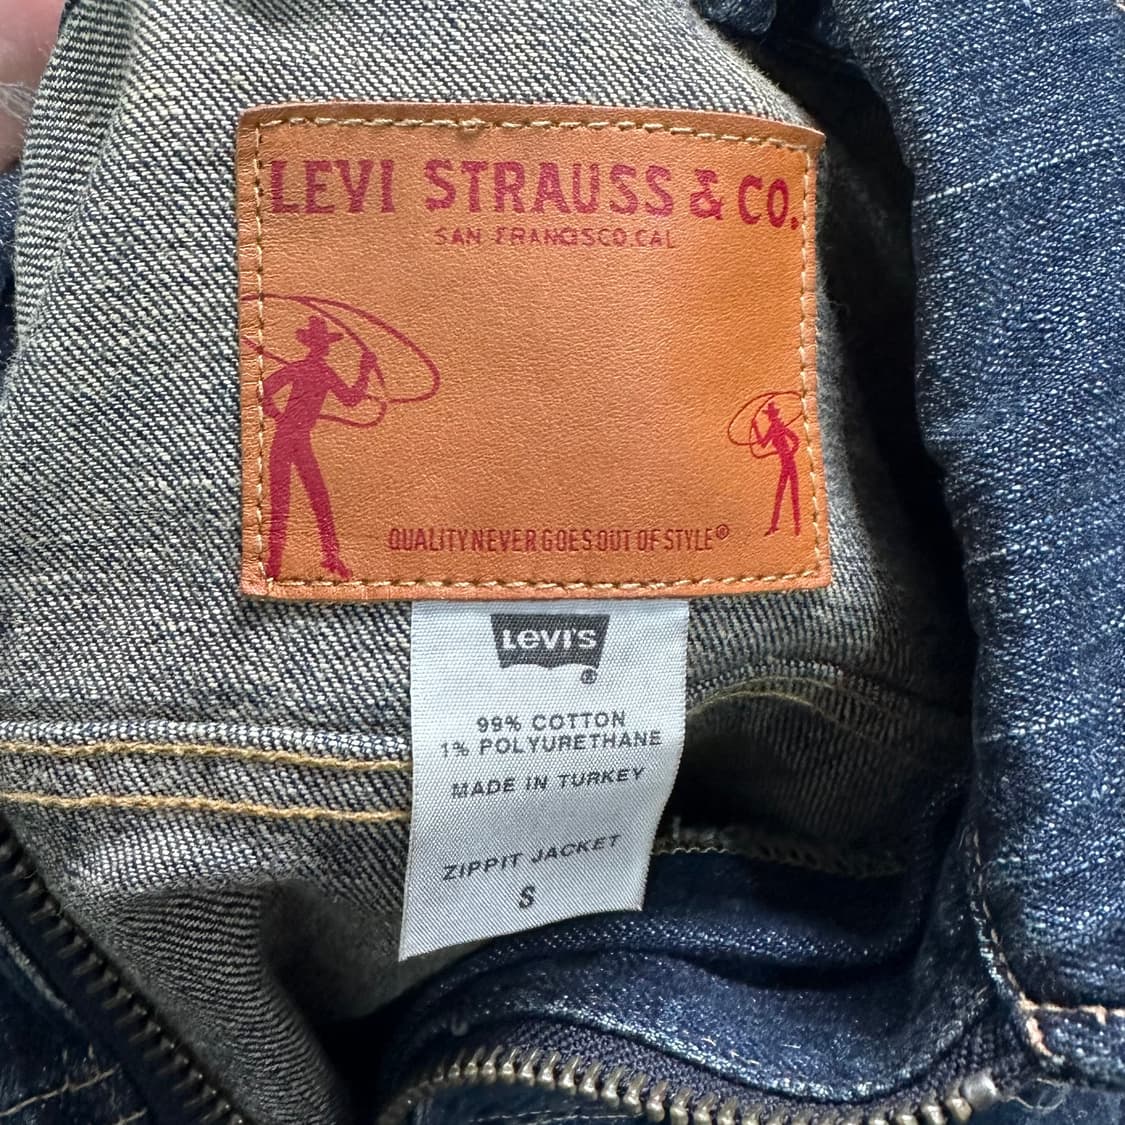 LEVI STRAUSS & CO.
SAN FRANCISCO, CAL
QUALITY NEVER GOES OUT OF STYLE®
LEVI'S
®
99% COTTON
1% POLYURETHANE
MADE IN TURKEY
ZIPPIT JACKET
S